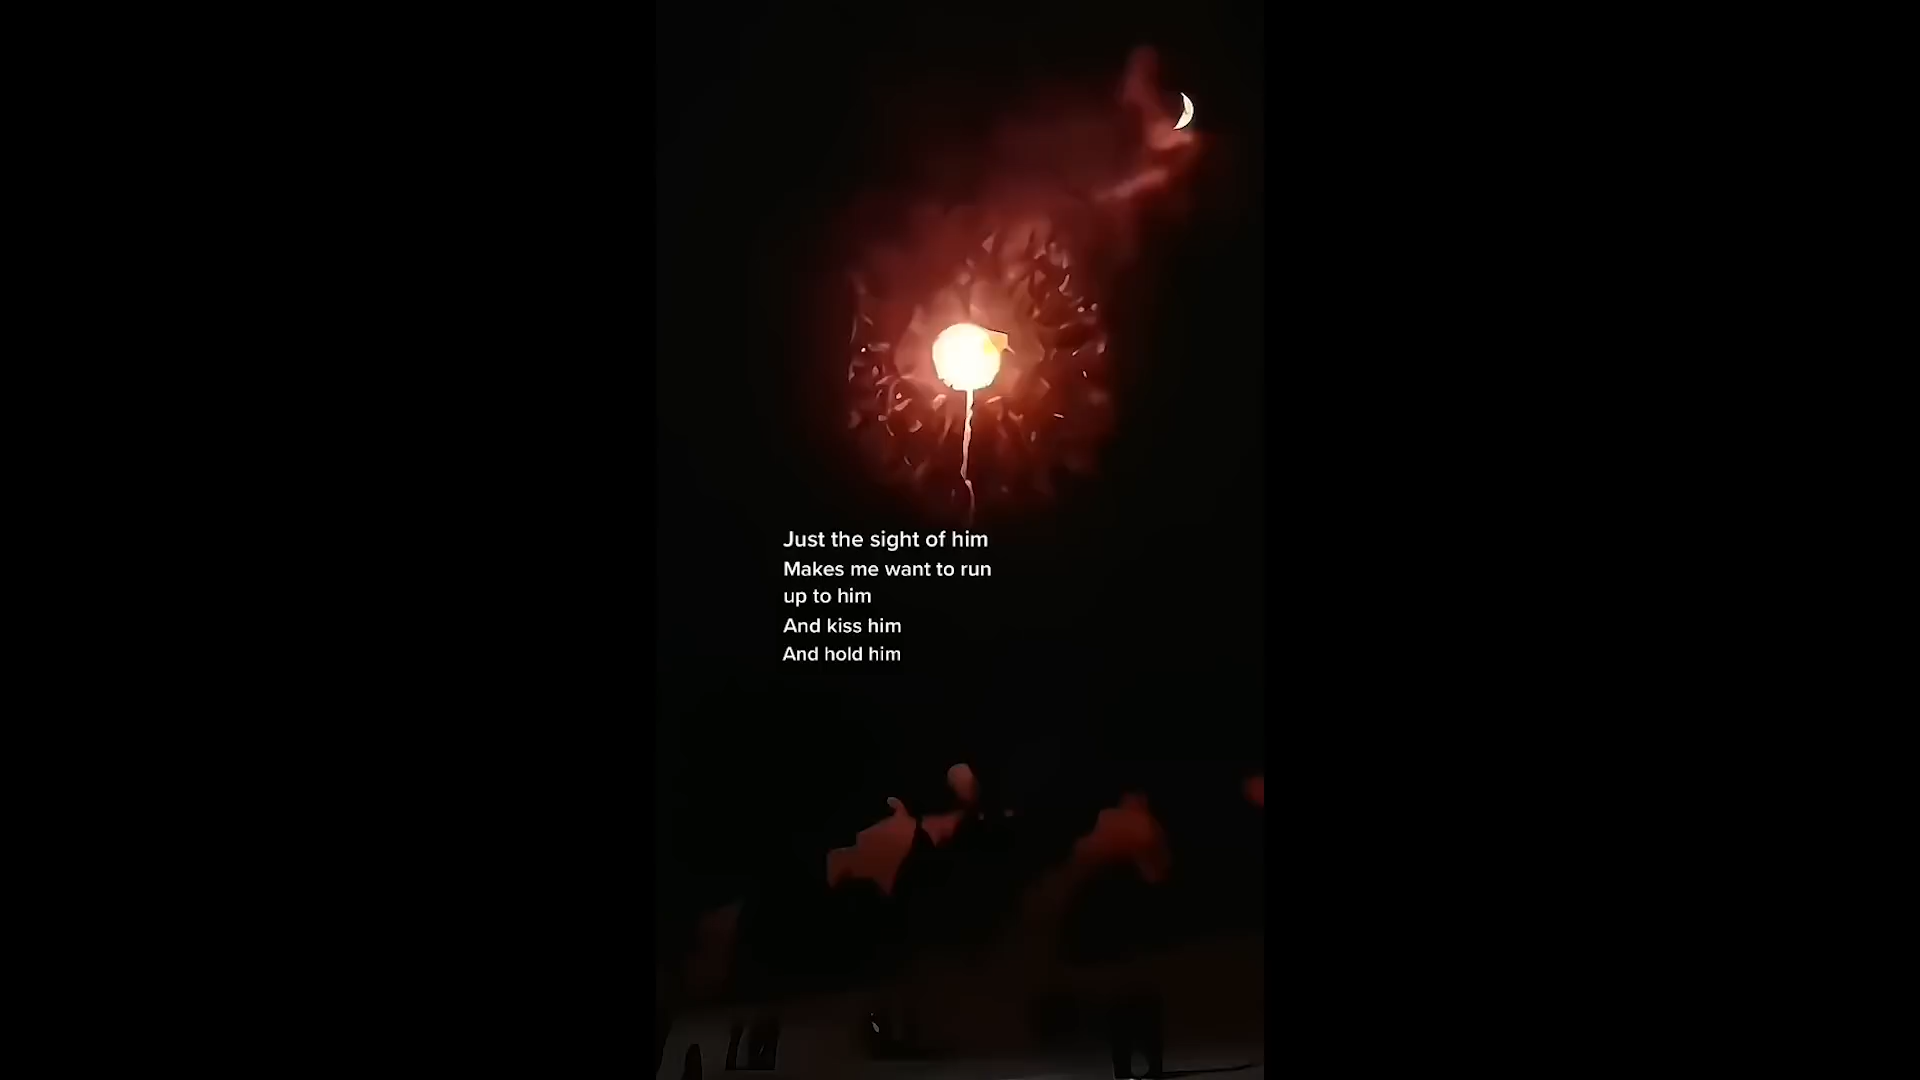 Just the sight of him
Makes me want to run
up to him
And kiss him
And hold him